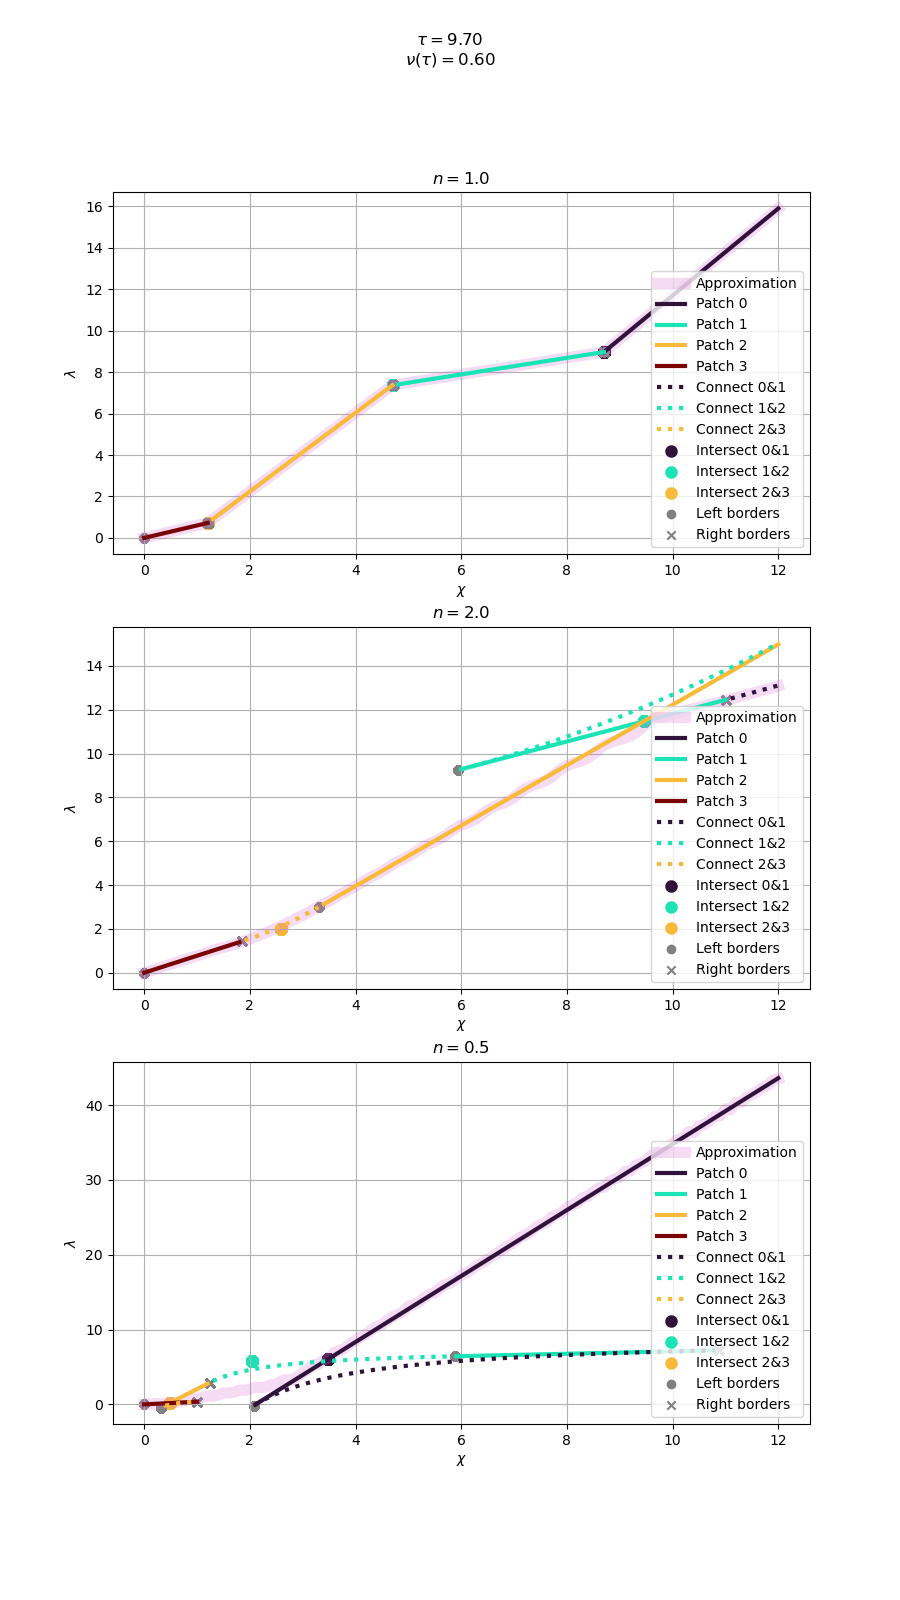 τ = 9.70
ν(τ) = 0.60
n = 1.0
16
14
12
10
8
6
4
2
0
λ
Approximation
Patch 0
Patch 1
Patch 2
Patch 3
Connect 0&1
Connect 1&2
Connect 2&3
Intersect 0&1
Intersect 1&2
Intersect 2&3
Left borders
Right borders
0 2 4 6 8 10 12
χ
n = 2.0
14
12
10
8
6
4
2
0
λ
Approximation
Patch 0
Patch 1
Patch 2
Patch 3
Connect 0&1
Connect 1&2
Connect 2&3
Intersect 0&1
Intersect 1&2
Intersect 2&3
Left borders
Right borders
0 2 4 6 8 10 12
χ
n = 0.5
40
30
20
10
0
λ
Approximation
Patch 0
Patch 1
Patch 2
Patch 3
Connect 0&1
Connect 1&2
Connect 2&3
Intersect 0&1
Intersect 1&2
Intersect 2&3
Left borders
Right borders
0 2 4 6 8 10 12
χ